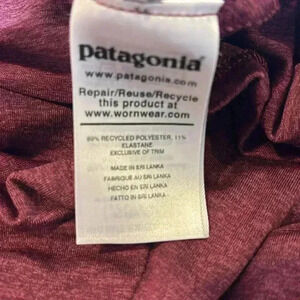 patagonia
www.patagonia.com
Repair/Reuse/Recycle
this product at
www.wornwear.com
89% RECYCLED POLYESTER, 11%
ELASTANE
EXCLUSIVE OF TRIM
MADE IN SRI LANKA
FABRIQUÉ AU SRI LANKA
HECHO EN SRI LANKA
FATTO IN SRI LANKA